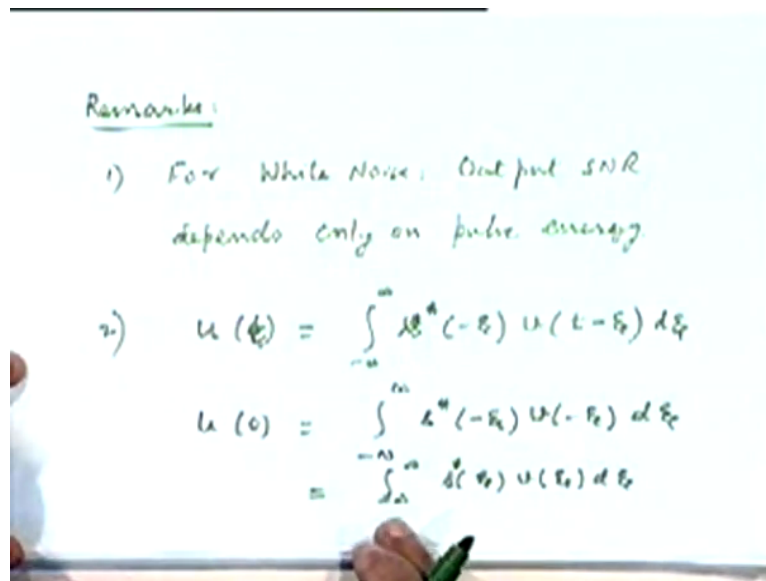 Remarks:
1) For White Noise: Output SNR
depends only on pulse energy.
2) u(t) = ∫_{-∞}^{∞} s*(-ξ) v(t-ξ) dξ
u(0) = ∫_{-∞}^{∞} s*(-ξ) v(-ξ) dξ
= ∫_{-∞}^{∞} s*(ξ) v(ξ) dξ